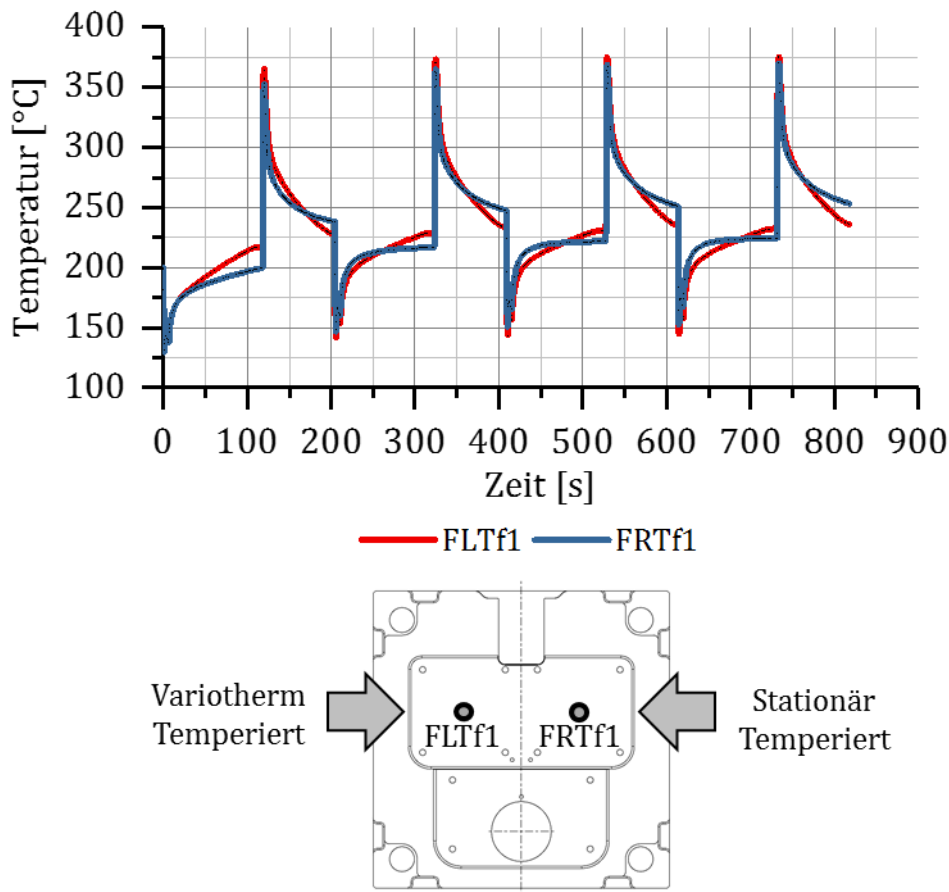 Temperatur [°C]
400
350
300
250
200
150
100
0 100 200 300 400 500 600 700 800 900
Zeit [s]
FLTf1 FRTf1
Variotherm
Temperiert
FLTf1 FRTf1
Stationär
Temperiert